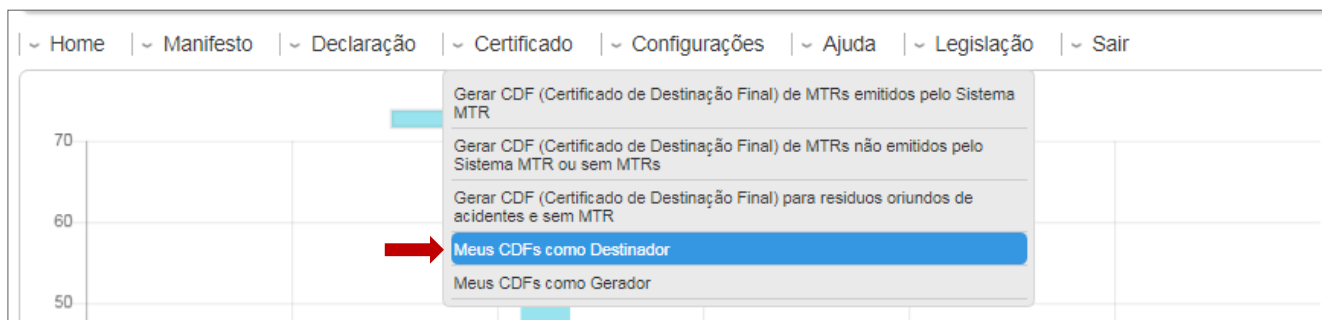 Home Manifesto Declaração Certificado Configurações Ajuda Legislação Sair
Gerar CDF (Certificado de Destinação Final) de MTRs emitidos pelo Sistema
MTR
Gerar CDF (Certificado de Destinação Final) de MTRs não emitidos pelo
Sistema MTR ou sem MTRs
Gerar CDF (Certificado de Destinação Final) para residuos oriundos de
acidentes e sem MTR
Meus CDFs como Destinador
Meus CDFs como Gerador
70
60
50